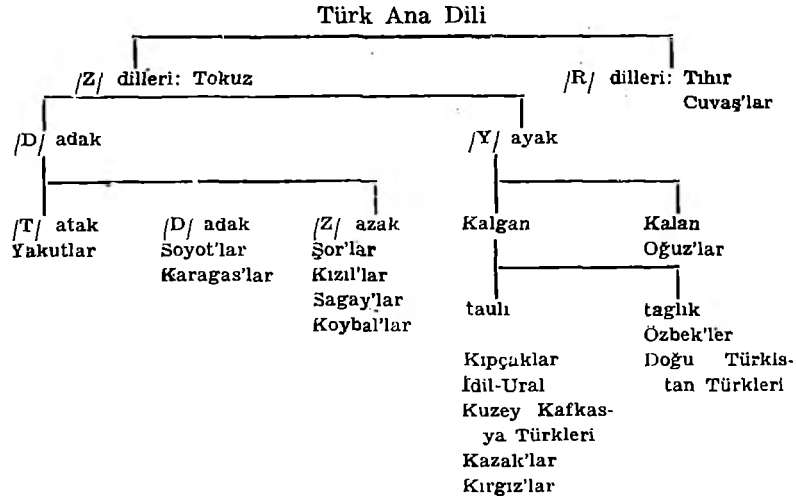 Türk Ana Dili
/Z/ dilleri: Tokuz
/R/ dilleri: Tıhır
Cuvaş'lar
/D/ adak
/Y/ ayak
/T/ atak
Yakutlar
/D/ adak
Soyot'lar
Karagas'lar
/Z/ azak
Şor'lar
Kızıl'lar
Sagay'lar
Koybal'lar
Kalgan
Kalan
Oğuz'lar
taulı
Kıpçaklar
İdil-Ural
Kuzey Kafkas-
ya Türkleri
Kazak'lar
Kırgız'lar
taglık
Özbek'ler
Doğu Türkis-
tan Türkleri